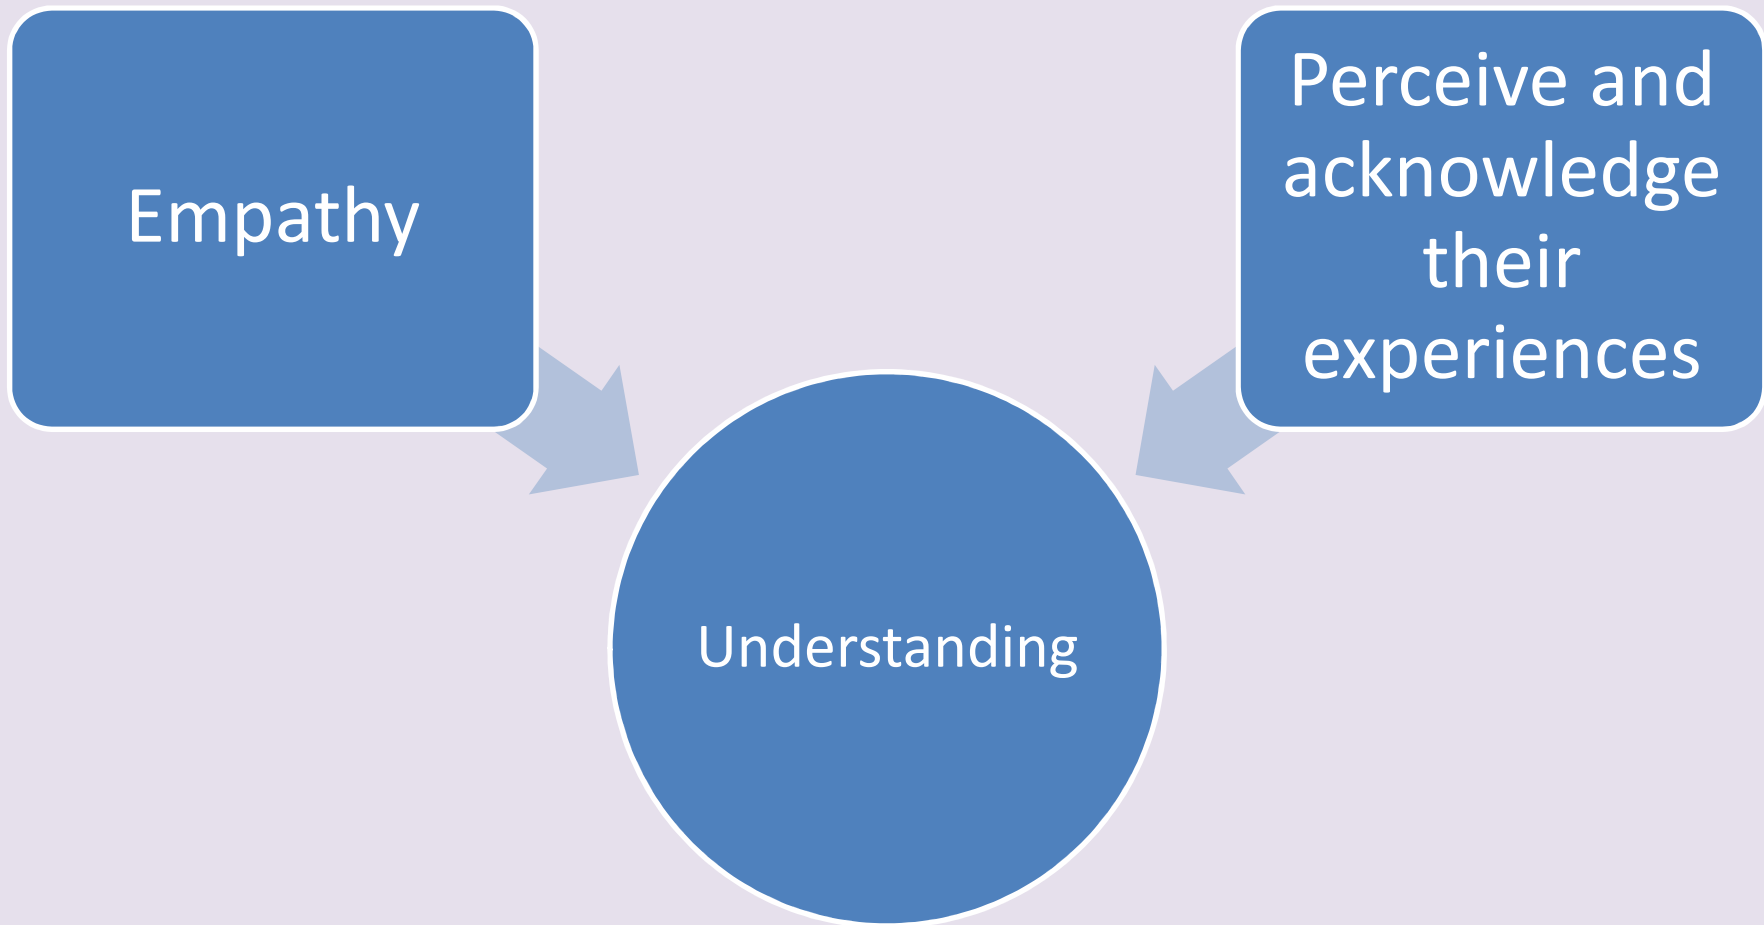 Empathy
Perceive and
acknowledge
their
experiences
Understanding